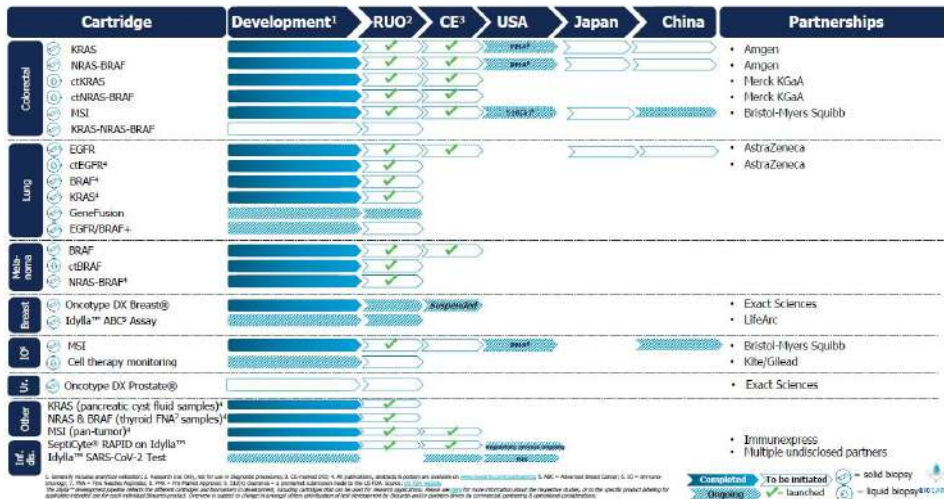 Cartridge Development¹ RUO² CE³ USA Japan China Partnerships
Colorectal
KRAS • Amgen
NRAS-BRAF • Amgen
ctKRAS • Merck KGaA
ctNRAS-BRAF • Merck KGaA
MSI • Bristol-Myers Squibb
KRAS-NRAS-BRAF
Lung
EGFR • AstraZeneca
ctEGFR⁴ • AstraZeneca
BRAF⁴
KRAS⁴
GeneFusion
EGFR/BRAF+
Mela-
noma
BRAF
ctBRAF
NRAS-BRAF⁴
Breast
Oncotype DX Breast® Suspended • Exact Sciences
Idylla™ ABC⁵ Assay • LifeArc
IO⁶
MSI • Bristol-Myers Squibb
Cell therapy monitoring • Kite/Gilead
Ur.
Oncotype DX Prostate® • Exact Sciences
Other
KRAS (pancreatic cyst fluid samples)⁴
NRAS & BRAF (thyroid FNA⁷ samples)⁴
MSI (pan-tumor)⁴
Inf. dis.
SeptiCyte® RAPID on Idylla™ • Immunexpress
Idylla™ SARS-CoV-2 Test • Multiple undisclosed partners
Completed To be initiated = solid biopsy
Ongoing = launched = liquid biopsy